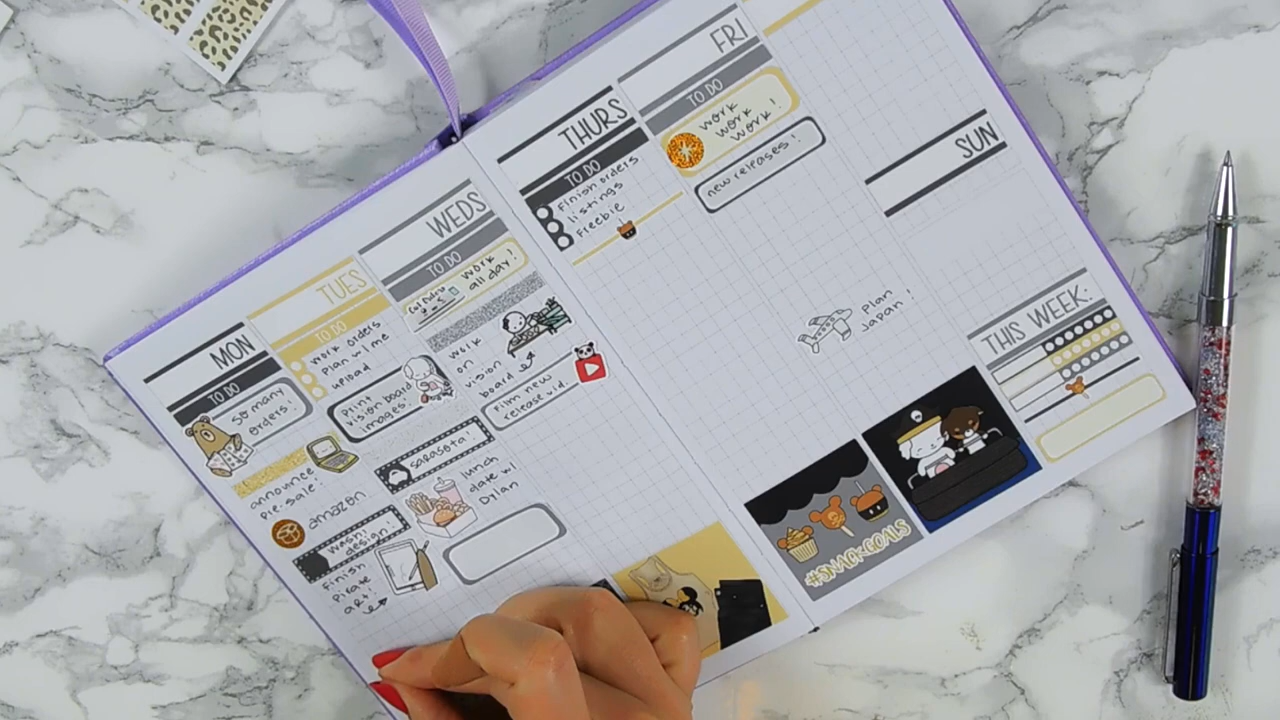 MON
TO DO
so many
orders!
announce
pre-sale!
amazon
washi
design!
Finish
Pirate
art!
TUES
TO DO
work orders
plan w/me
upload
Print
vision board
images!
sarasota!
lunch
date w/
Dylan
WEDS
TO DO
work
all day!
work
on
vision
board
Film new
release vid.
THURS
TO DO
Finish orders
listings
Freebie
FRI
TO DO
work
work
work!
new releases!
Plan
Japan!
#SNACKGOALS
SUN
THIS WEEK: